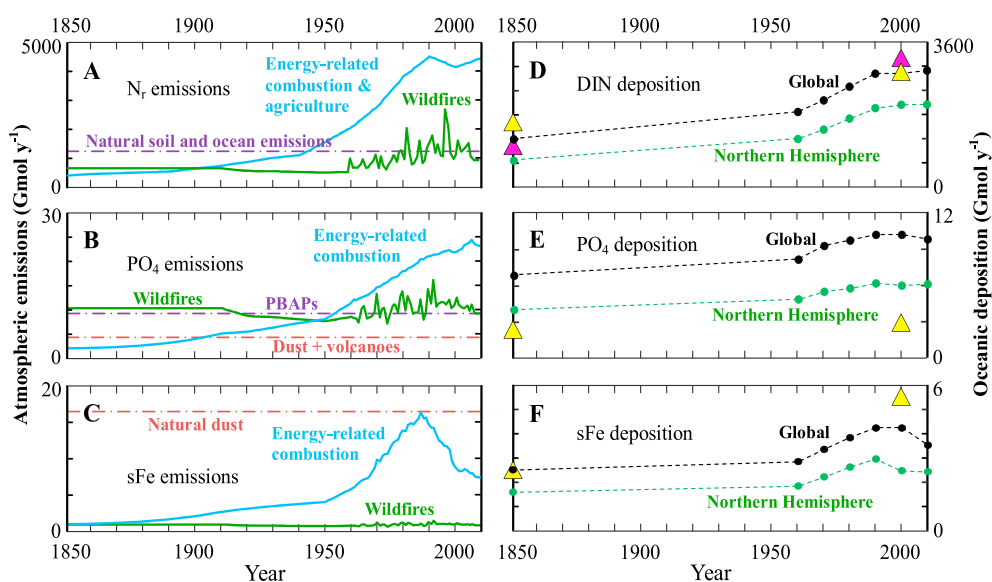 1850 1900 1950 2000
1850 1900 1950 2000
Atmospheric emissions (Gmol y⁻¹)
5000
0
A
Nᵣ emissions
Energy-related
combustion &
agriculture
Wildfires
Natural soil and ocean emissions
30
0
B
PO₄ emissions
Energy-related
combustion
Wildfires
PBAPs
Dust + volcanoes
20
0
C
Natural dust
Energy-related
combustion
sFe emissions
Wildfires
1850 1900 1950 2000
Year
D
DIN deposition
Global
Northern Hemisphere
3600
0
E
PO₄ deposition
Global
Northern Hemisphere
12
0
F
sFe deposition
Global
Northern Hemisphere
6
0
1850 1900 1950 2000
Year
Oceanic deposition (Gmol y⁻¹)